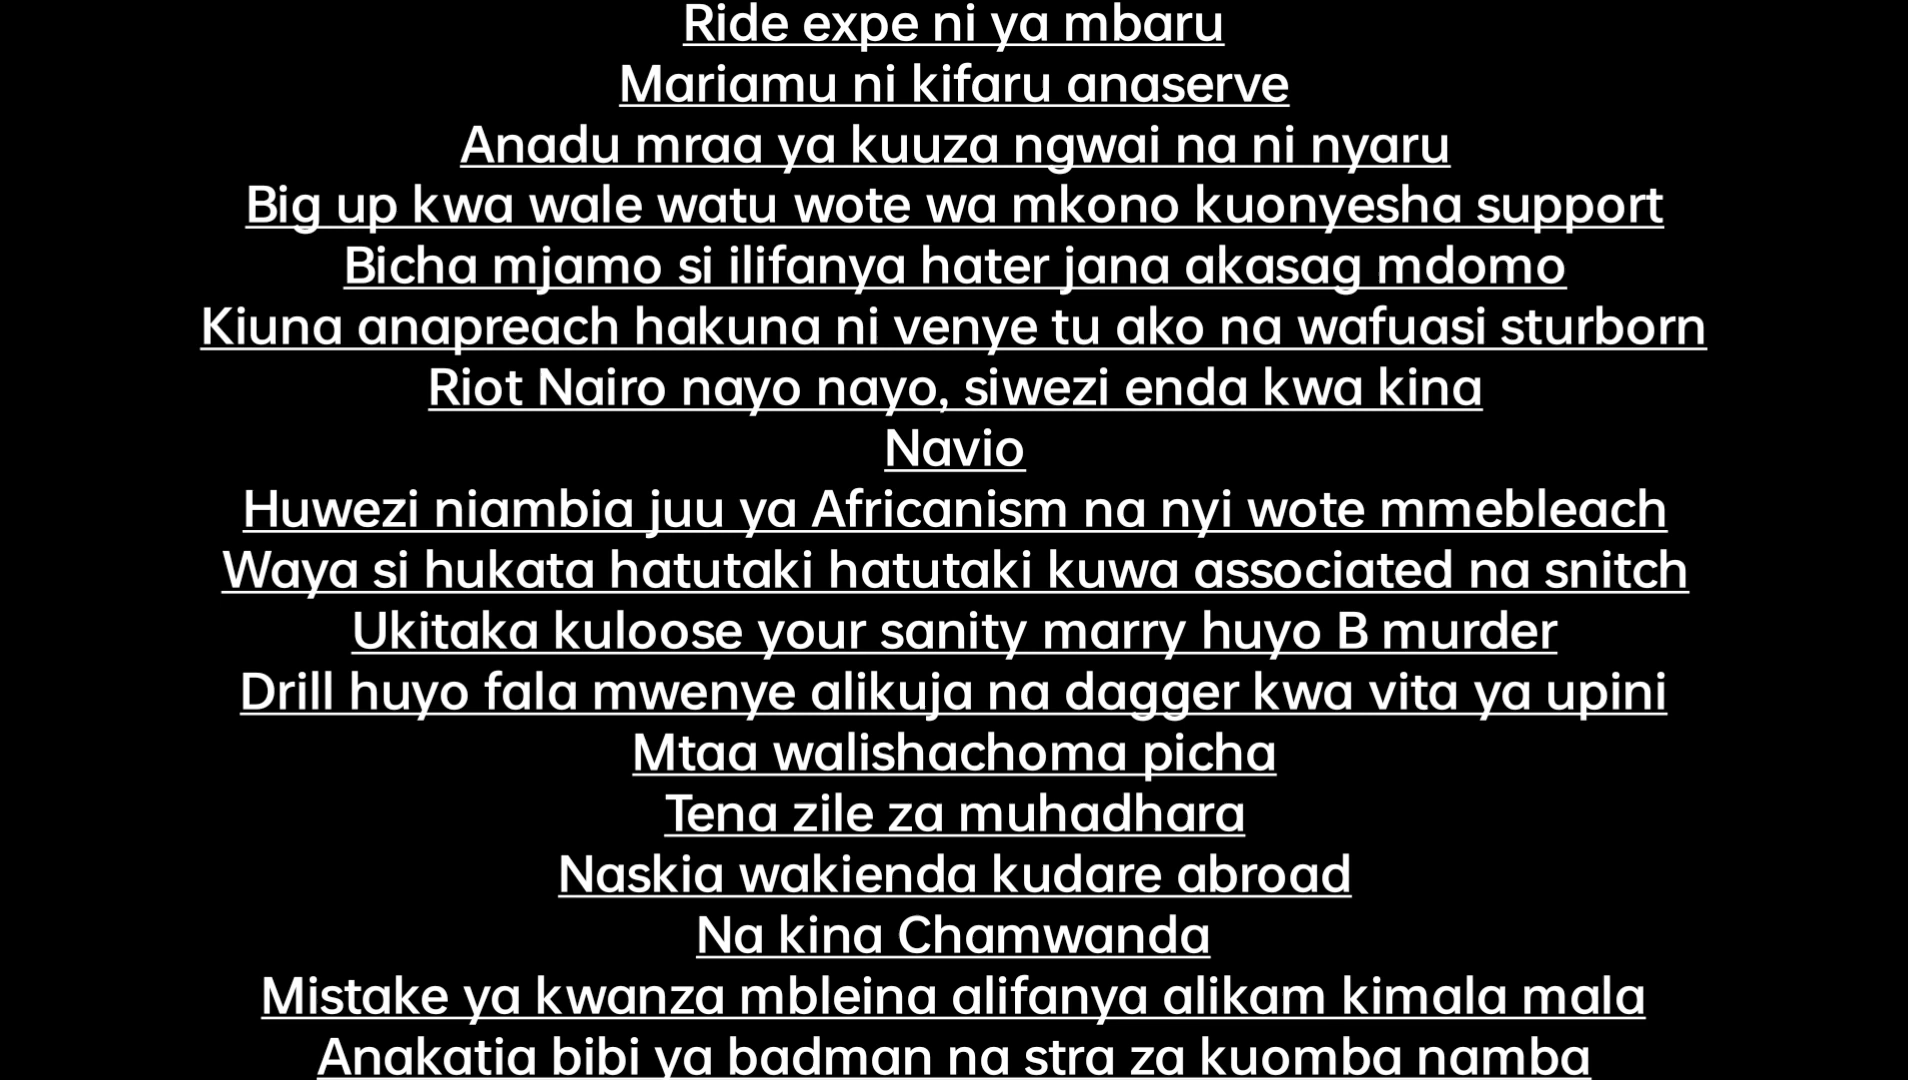 Ride expe ni ya mbaru
Mariamu ni kifaru anaserve
Anadu mraa ya kuuza ngwai na ni nyaru
Big up kwa wale watu wote wa mkono kuonyesha support
Bicha mjamo si ilifanya hater jana akasag mdomo
Kiuna anapreach hakuna ni venye tu ako na wafuasi sturborn
Riot Nairo nayo nayo, siwezi enda kwa kina
Navio
Huwezi niambia juu ya Africanism na nyi wote mmebleach
Waya si hukata hatutaki hatutaki kuwa associated na snitch
Ukitaka kuloose your sanity marry huyo B murder
Drill huyo fala mwenye alikuja na dagger kwa vita ya upini
Mtaa walishachoma picha
Tena zile za muhadhara
Naskia wakienda kudare abroad
Na kina Chamwanda
Mistake ya kwanza mbleina alifanya alikam kimala mala
Anakatia bibi ya badman na stra za kuomba namba